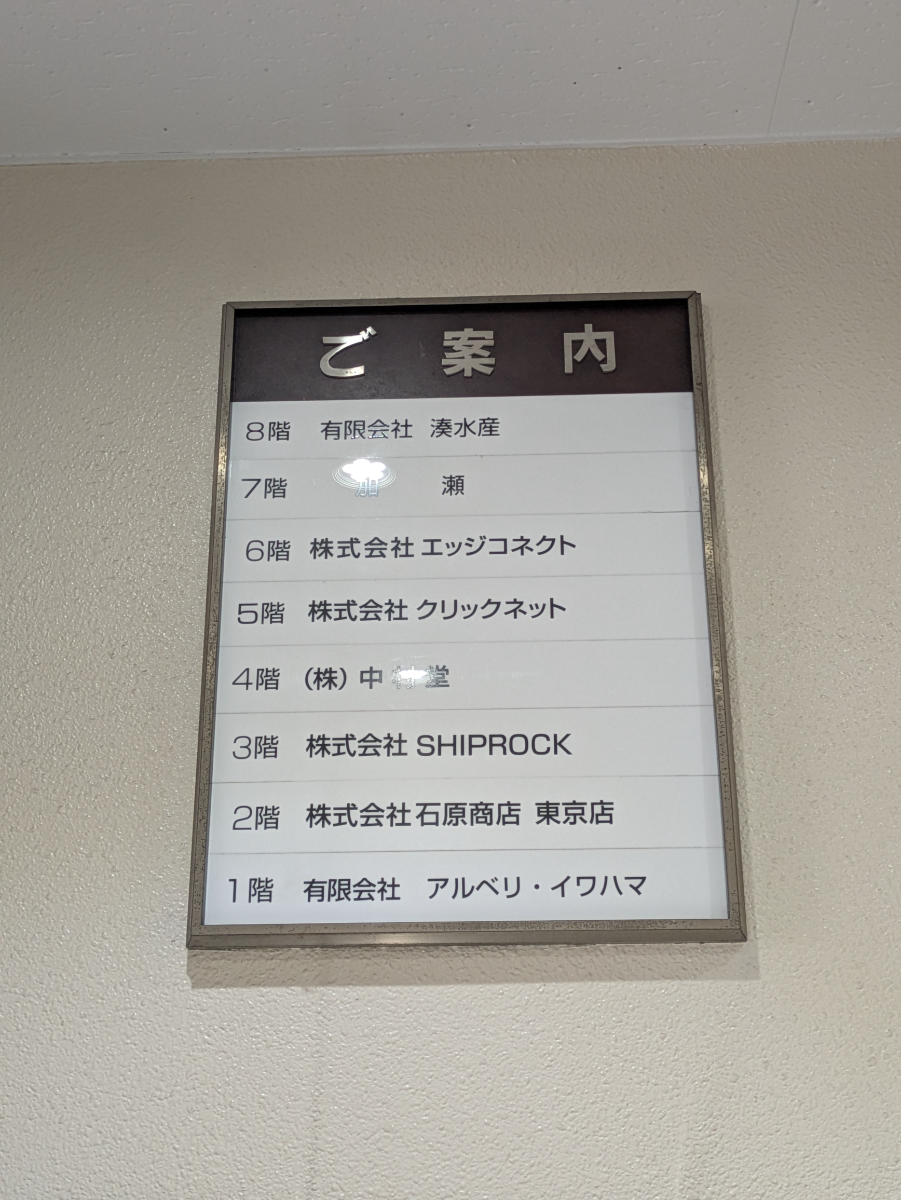 ご案内
8階 有限会社 湊水産
7階 加 瀬
6階 株式会社 エッジコネクト
5階 株式会社 クリックネット
4階 (株) 中村堂
3階 株式会社 SHIPROCK
2階 株式会社 石原商店 東京店
1階 有限会社 アルベリ・イワハマ